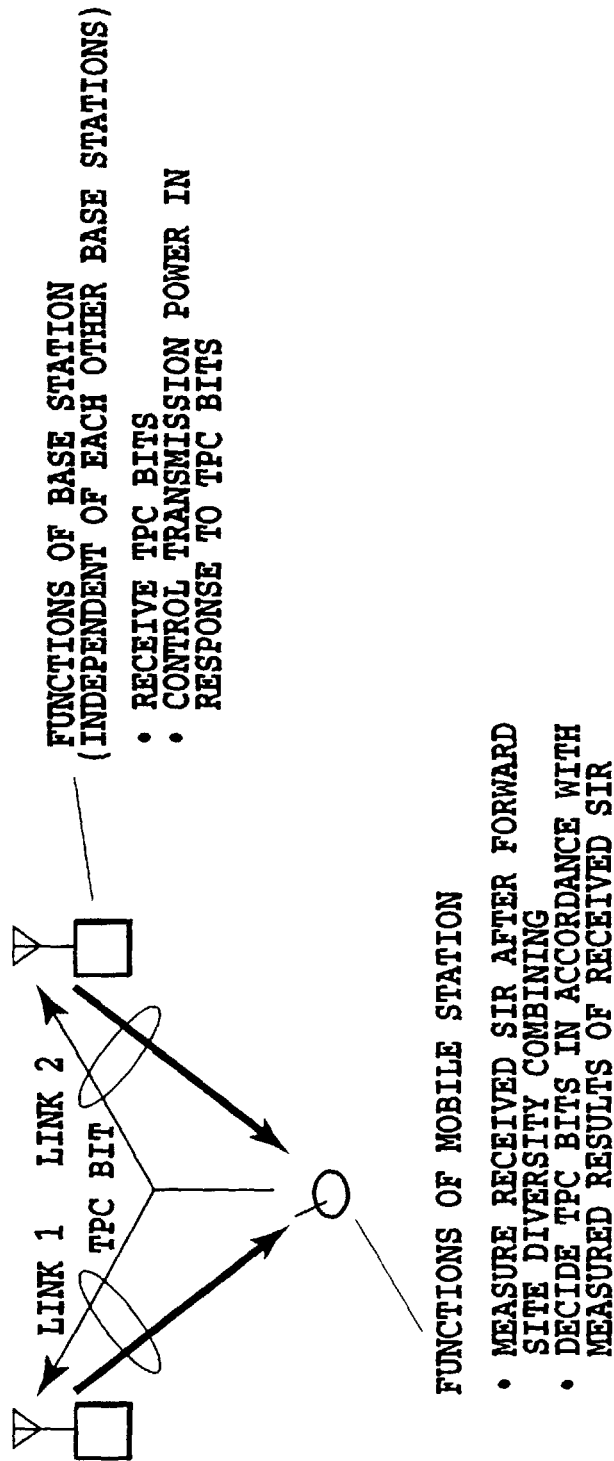 LINK 1 LINK 2
TPC BIT
FUNCTIONS OF BASE STATION
(INDEPENDENT OF EACH OTHER BASE STATIONS)
• RECEIVE TPC BITS
• CONTROL TRANSMISSION POWER IN
RESPONSE TO TPC BITS
FUNCTIONS OF MOBILE STATION
• MEASURE RECEIVED SIR AFTER FORWARD
SITE DIVERSITY COMBINING
• DECIDE TPC BITS IN ACCORDANCE WITH
MEASURED RESULTS OF RECEIVED SIR